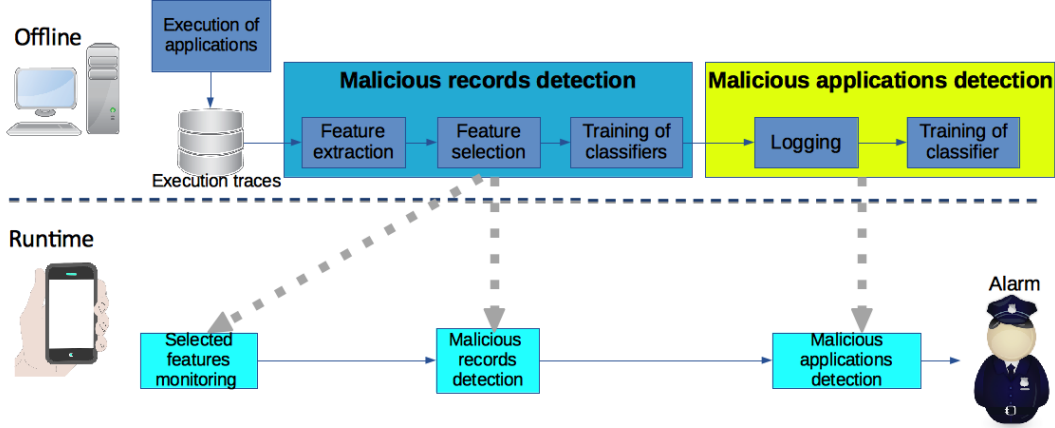 Offline
Execution of
applications
Malicious records detection
Malicious applications detection
Feature
extraction
Feature
selection
Training of
classifiers
Logging
Training of
classifier
Execution traces
Runtime
Alarm
Selected
features
monitoring
Malicious
records
detection
Malicious
applications
detection